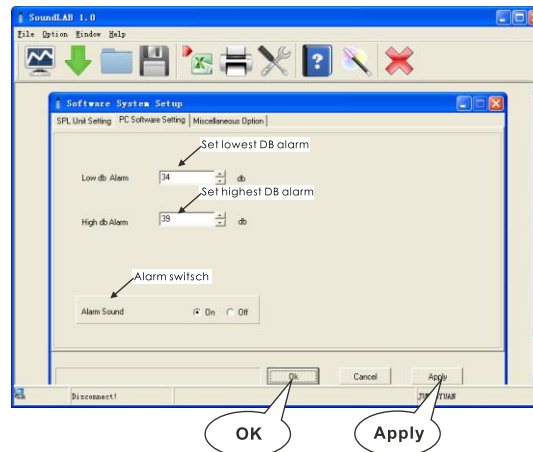 SoundLAB 1.0
File Option Window Help
Software System Setup
SPL Unit Setting PC Software Setting Miscellaneous Option
Set lowest DB alarm
Low db Alarm 34 db
Set highest DB alarm
High db Alarm 39 db
Alarm switsch
Alarm Sound On Off
Ok Cancel Apply
Disconnect!
OK Apply